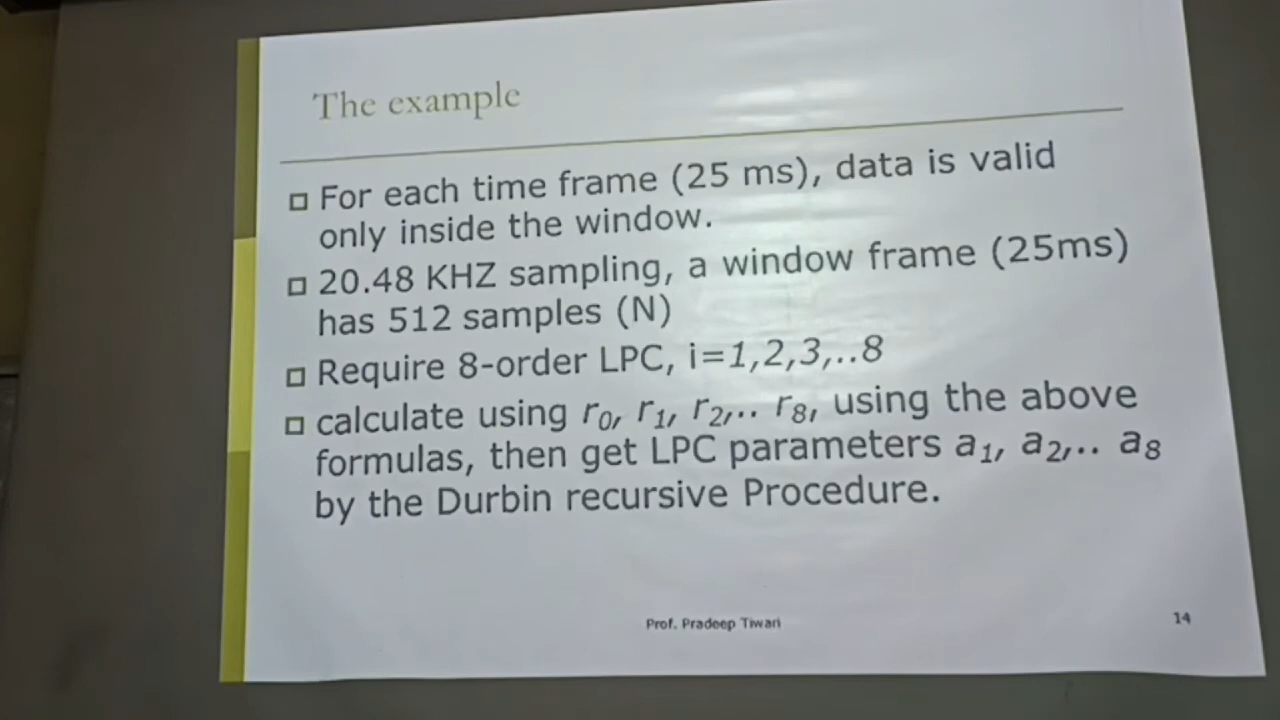 The example
For each time frame (25 ms), data is valid
only inside the window.
20.48 KHZ sampling, a window frame (25ms)
has 512 samples (N)
Require 8-order LPC, i=1,2,3,..8
calculate using r0, r1, r2,.. r8, using the above
formulas, then get LPC parameters a1, a2,.. a8
by the Durbin recursive Procedure.
Prof. Pradeep Tiwari
14